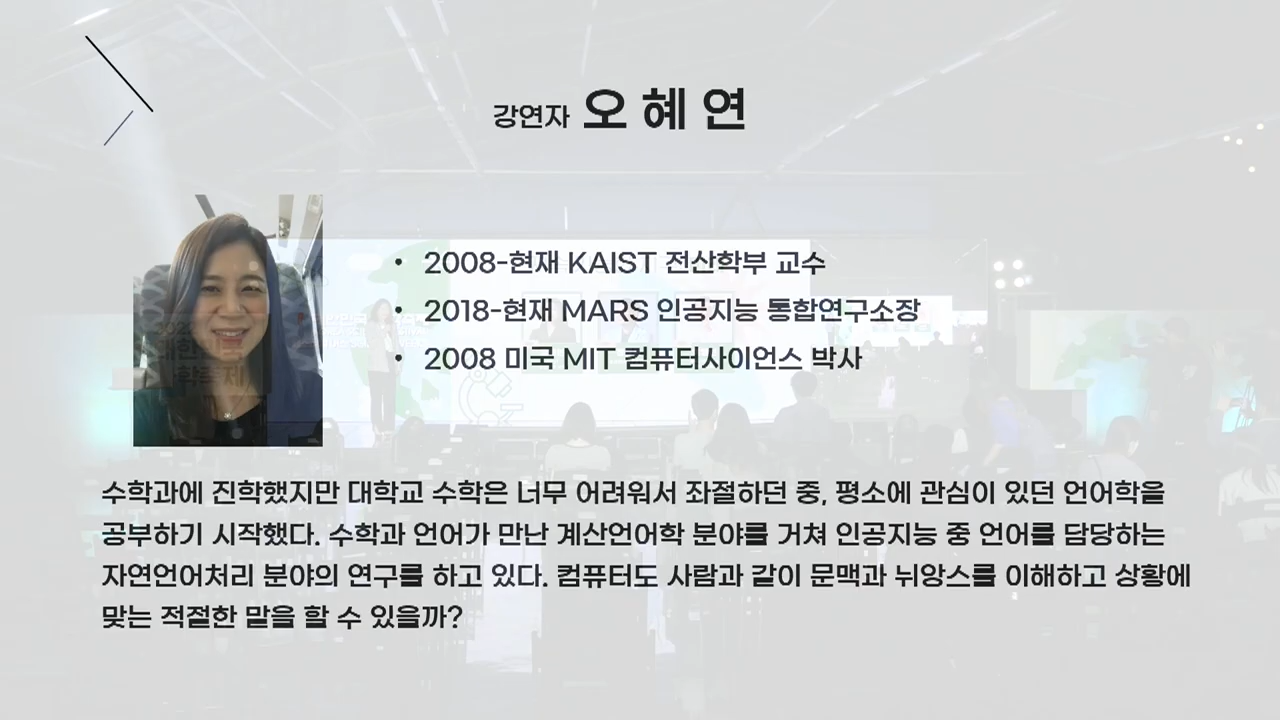 강연자 오혜연
• 2008-현재 KAIST 전산학부 교수
• 2018-현재 MARS 인공지능 통합연구소장
• 2008 미국 MIT 컴퓨터사이언스 박사
수학과에 진학했지만 대학교 수학은 너무 어려워서 좌절하던 중, 평소에 관심이 있던 언어학을
공부하기 시작했다. 수학과 언어가 만난 계산언어학 분야를 거쳐 인공지능 중 언어를 담당하는
자연언어처리 분야의 연구를 하고 있다. 컴퓨터도 사람과 같이 문맥과 뉘앙스를 이해하고 상황에
맞는 적절한 말을 할 수 있을까?